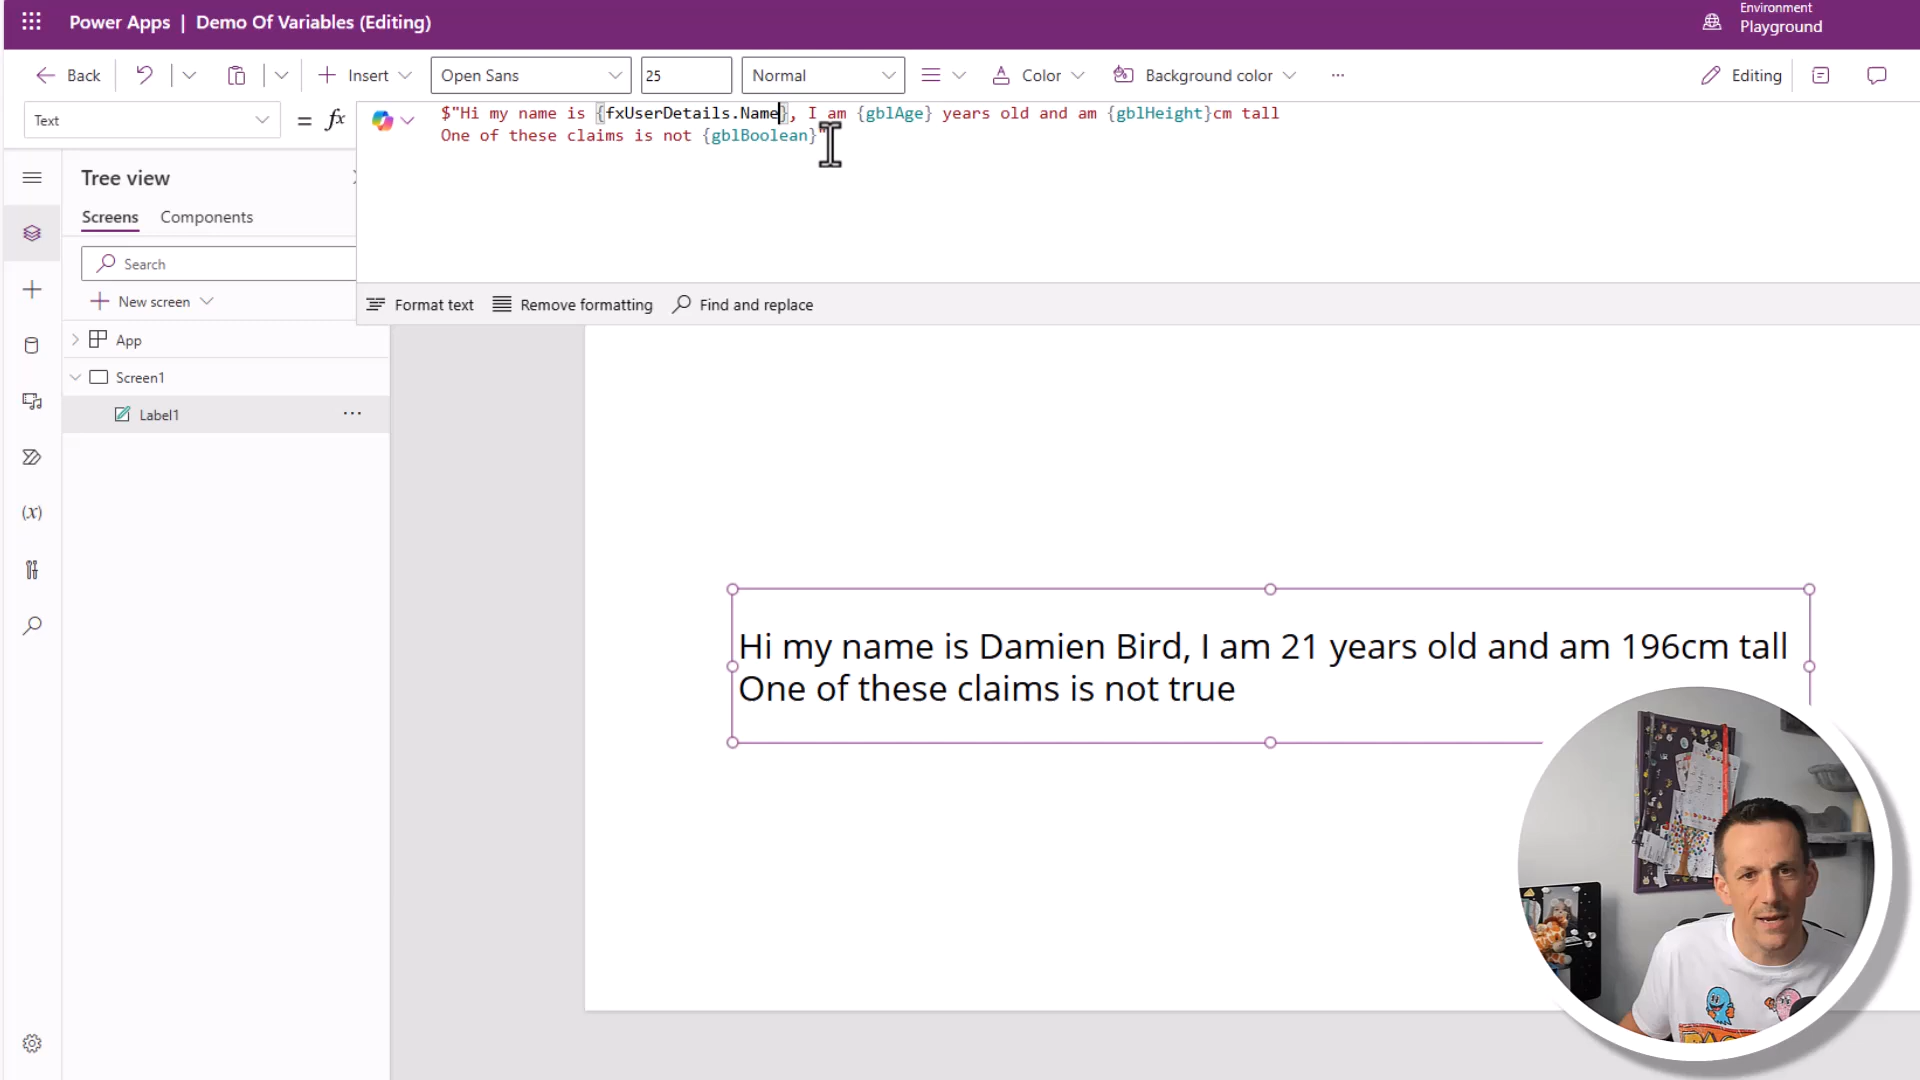 Power Apps | Demo Of Variables (Editing)
Environment
Playground
Back
Insert
Open Sans
25
Normal
Color
Background color
Editing
Text
= fx
$"Hi my name is {fxUserDetails.Name}, I am {gblAge} years old and am {gblHeight}cm tall
One of these claims is not {gblBoolean}"
Tree view
Screens Components
Search
New screen
Format text
Remove formatting
Find and replace
App
Screen1
Label1
(x)
Hi my name is Damien Bird, I am 21 years old and am 196cm tall
One of these claims is not true